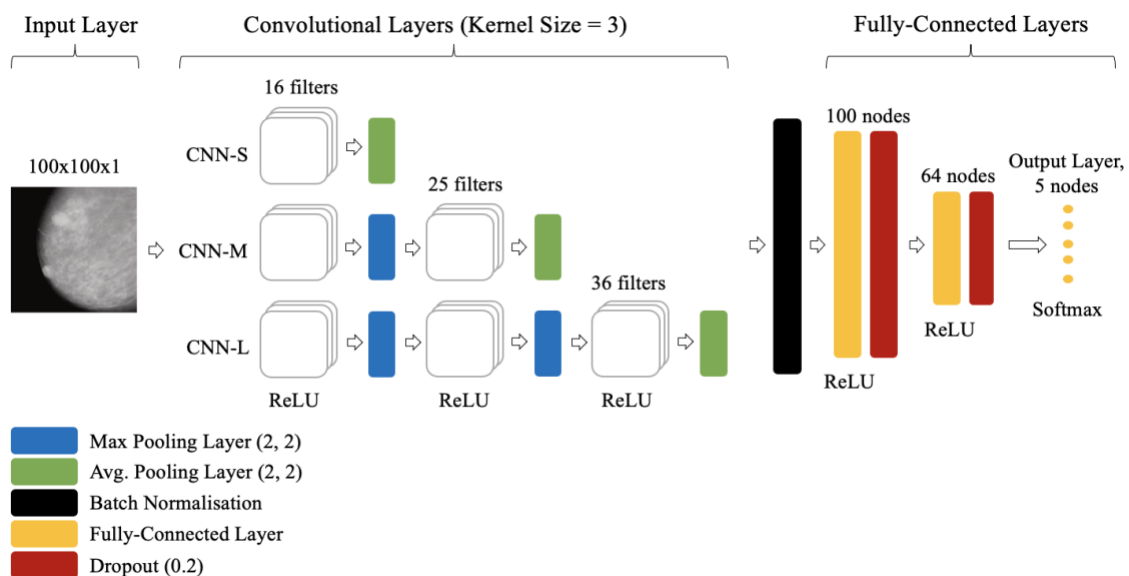 Input Layer
Convolutional Layers (Kernel Size = 3)
Fully-Connected Layers
16 filters
100 nodes
CNN-S
100x100x1
25 filters
64 nodes
Output Layer,
5 nodes
CNN-M
36 filters
Softmax
CNN-L
ReLU
ReLU
ReLU
ReLU
ReLU
Max Pooling Layer (2, 2)
Avg. Pooling Layer (2, 2)
Batch Normalisation
Fully-Connected Layer
Dropout (0.2)